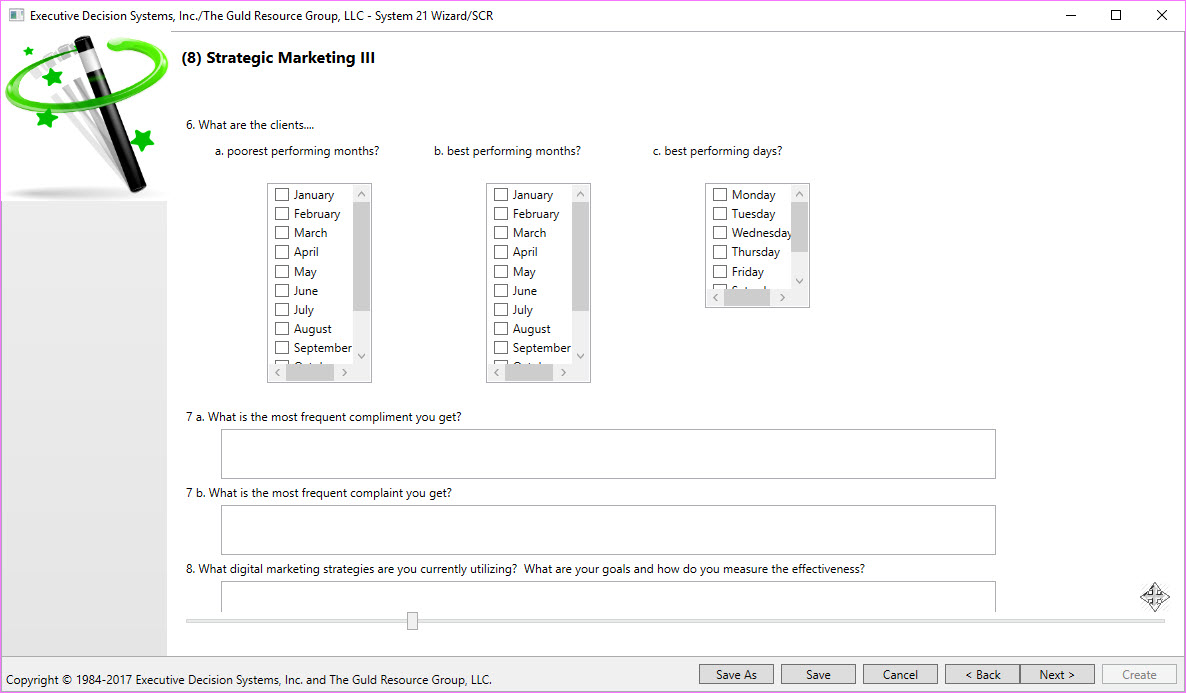 Executive Decision Systems, Inc./The Guld Resource Group, LLC - System 21 Wizard/SCR
(8) Strategic Marketing III
6. What are the clients....
a. poorest performing months? b. best performing months? c. best performing days?
January January Monday
February February Tuesday
March March Wednesday
April April Thursday
May May Friday
June June
July July
August August
September September
7 a. What is the most frequent compliment you get?
7 b. What is the most frequent complaint you get?
8. What digital marketing strategies are you currently utilizing?  What are your goals and how do you measure the effectiveness?
Copyright © 1984-2017 Executive Decision Systems, Inc. and The Guld Resource Group, LLC. Save As Save Cancel < Back Next > Create